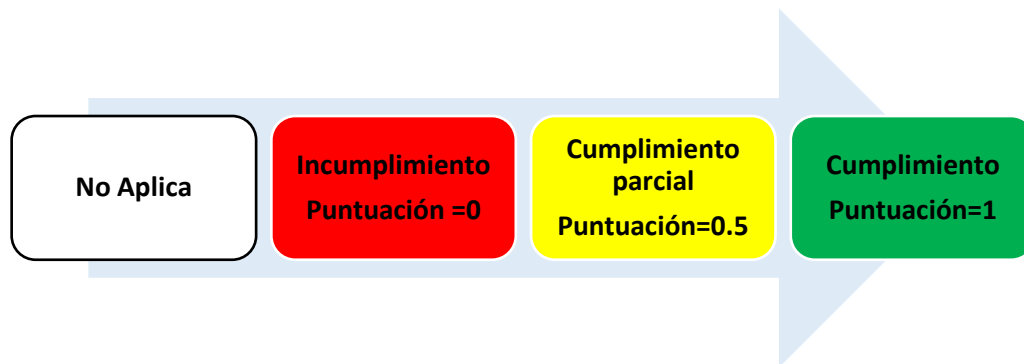 No Aplica
Incumplimiento
Puntuación =0
Cumplimiento
parcial
Puntuación=0.5
Cumplimiento
Puntuación=1